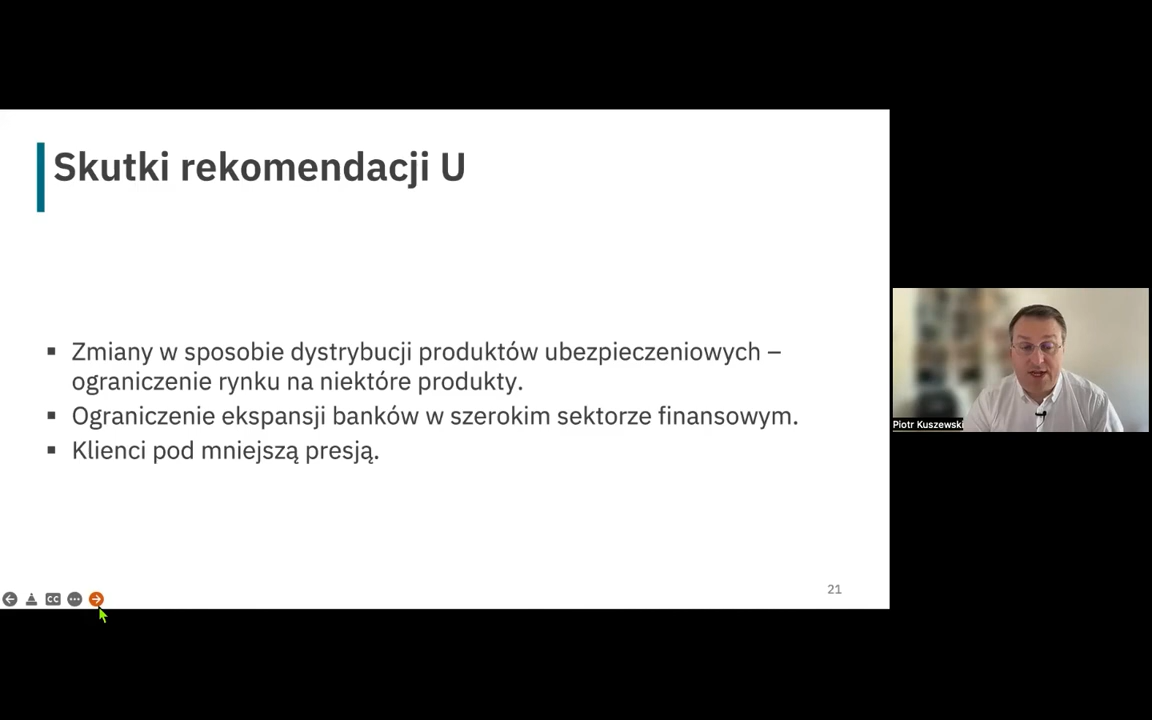 Skutki rekomendacji U
▪ Zmiany w sposobie dystrybucji produktów ubezpieczeniowych –
ograniczenie rynku na niektóre produkty.
▪ Ograniczenie ekspansji banków w szerokim sektorze finansowym.
▪ Klienci pod mniejszą presją.
CC
21
Piotr Kuszewski